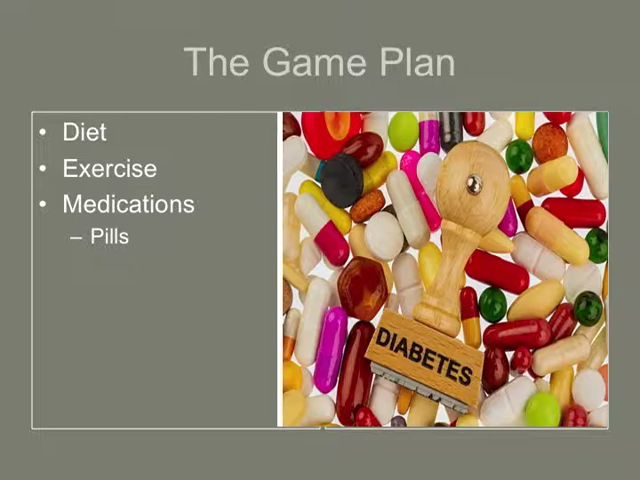 The Game Plan
• Diet
• Exercise
• Medications
– Pills
DIABETES